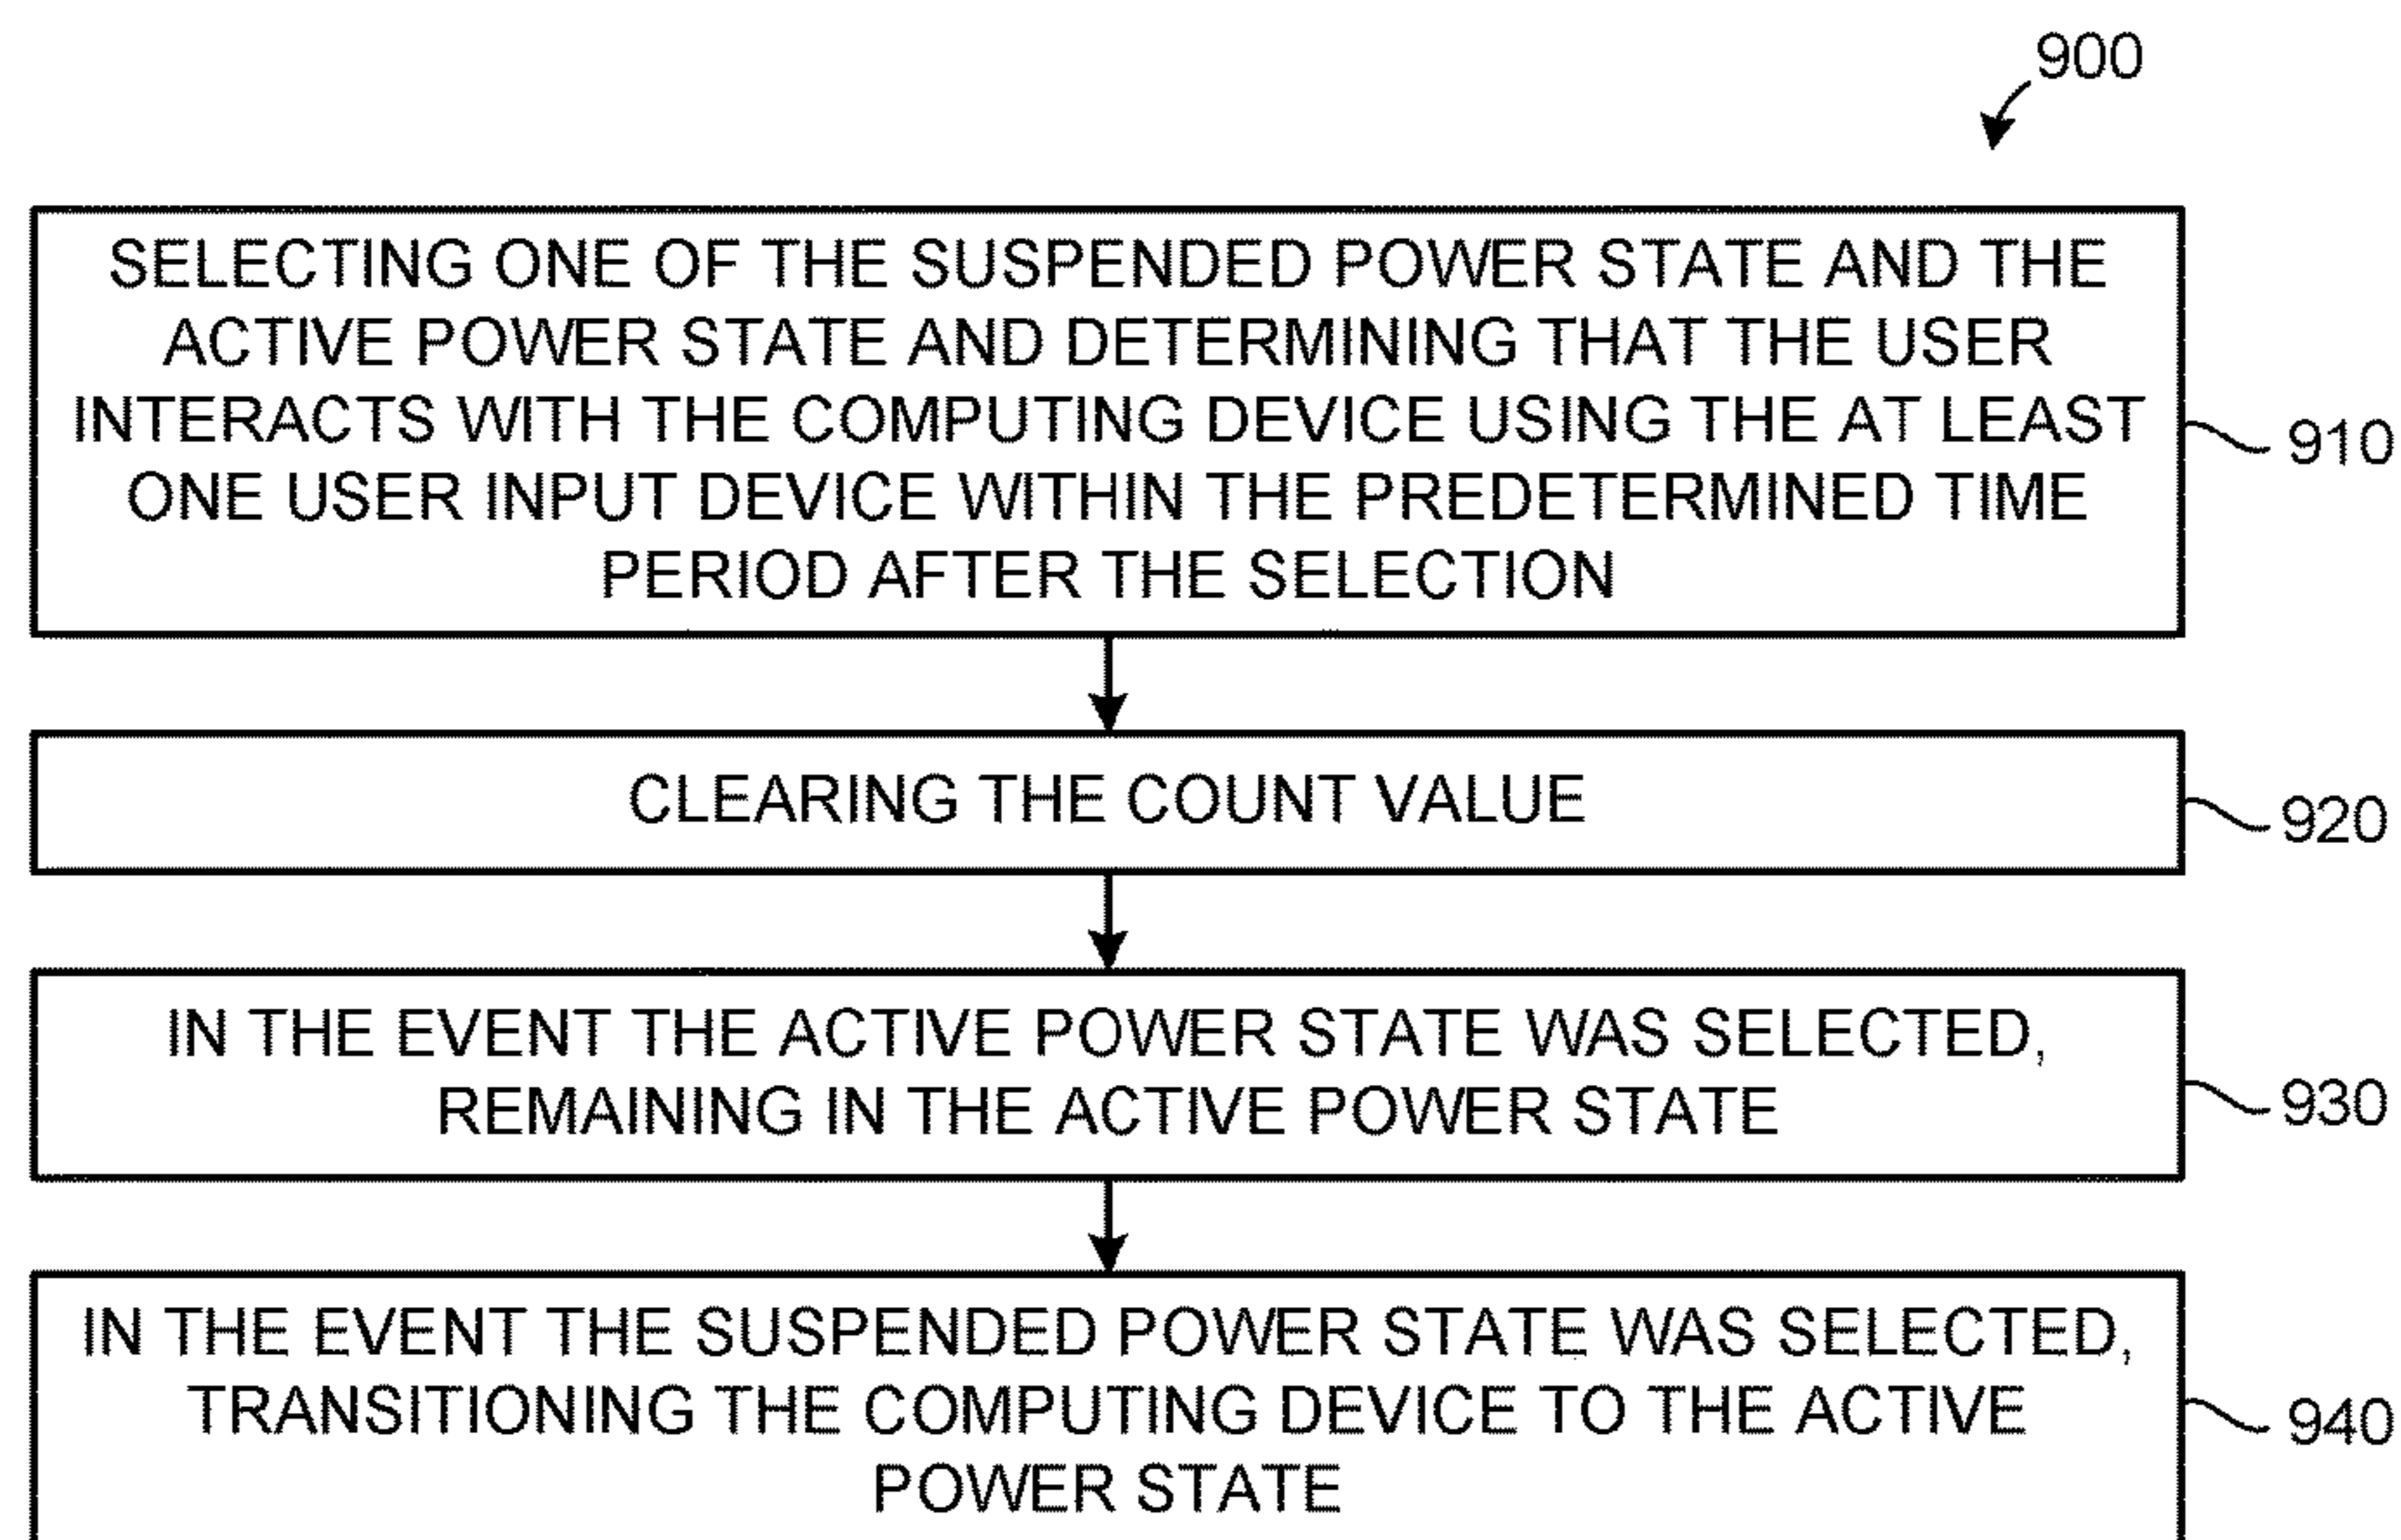 900
SELECTING ONE OF THE SUSPENDED POWER STATE AND THE
ACTIVE POWER STATE AND DETERMINING THAT THE USER
INTERACTS WITH THE COMPUTING DEVICE USING THE AT LEAST
ONE USER INPUT DEVICE WITHIN THE PREDETERMINED TIME
PERIOD AFTER THE SELECTION
910
CLEARING THE COUNT VALUE
920
IN THE EVENT THE ACTIVE POWER STATE WAS SELECTED,
REMAINING IN THE ACTIVE POWER STATE
930
IN THE EVENT THE SUSPENDED POWER STATE WAS SELECTED,
TRANSITIONING THE COMPUTING DEVICE TO THE ACTIVE
POWER STATE
940